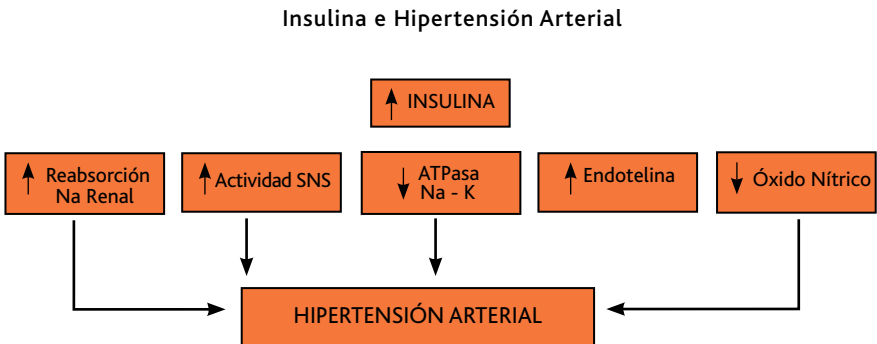 Insulina e Hipertensión Arterial
INSULINA
Reabsorción
Na Renal
Actividad SNS
ATPasa
Na - K
Endotelina
Óxido Nítrico
HIPERTENSIÓN ARTERIAL